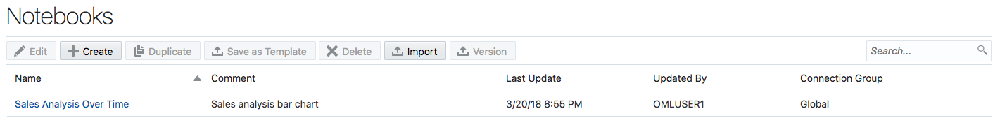 Notebooks
Edit Create Duplicate Save as Template Delete Import Version Search...
Name Comment Last Update Updated By Connection Group
Sales Analysis Over Time Sales analysis bar chart 3/20/18 8:55 PM OMLUSER1 Global